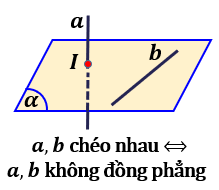 a
b
I
α
a, b chéo nhau ⇔
a, b không đồng phẳng